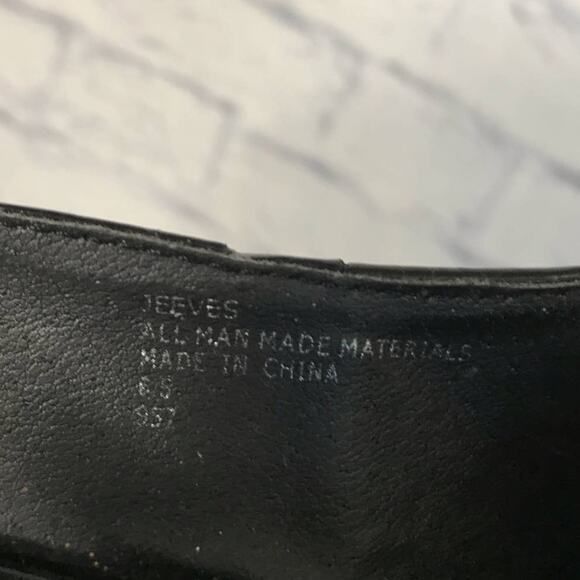 JEEVES
ALL MAN MADE MATERIALS
MADE IN CHINA
6.5
957